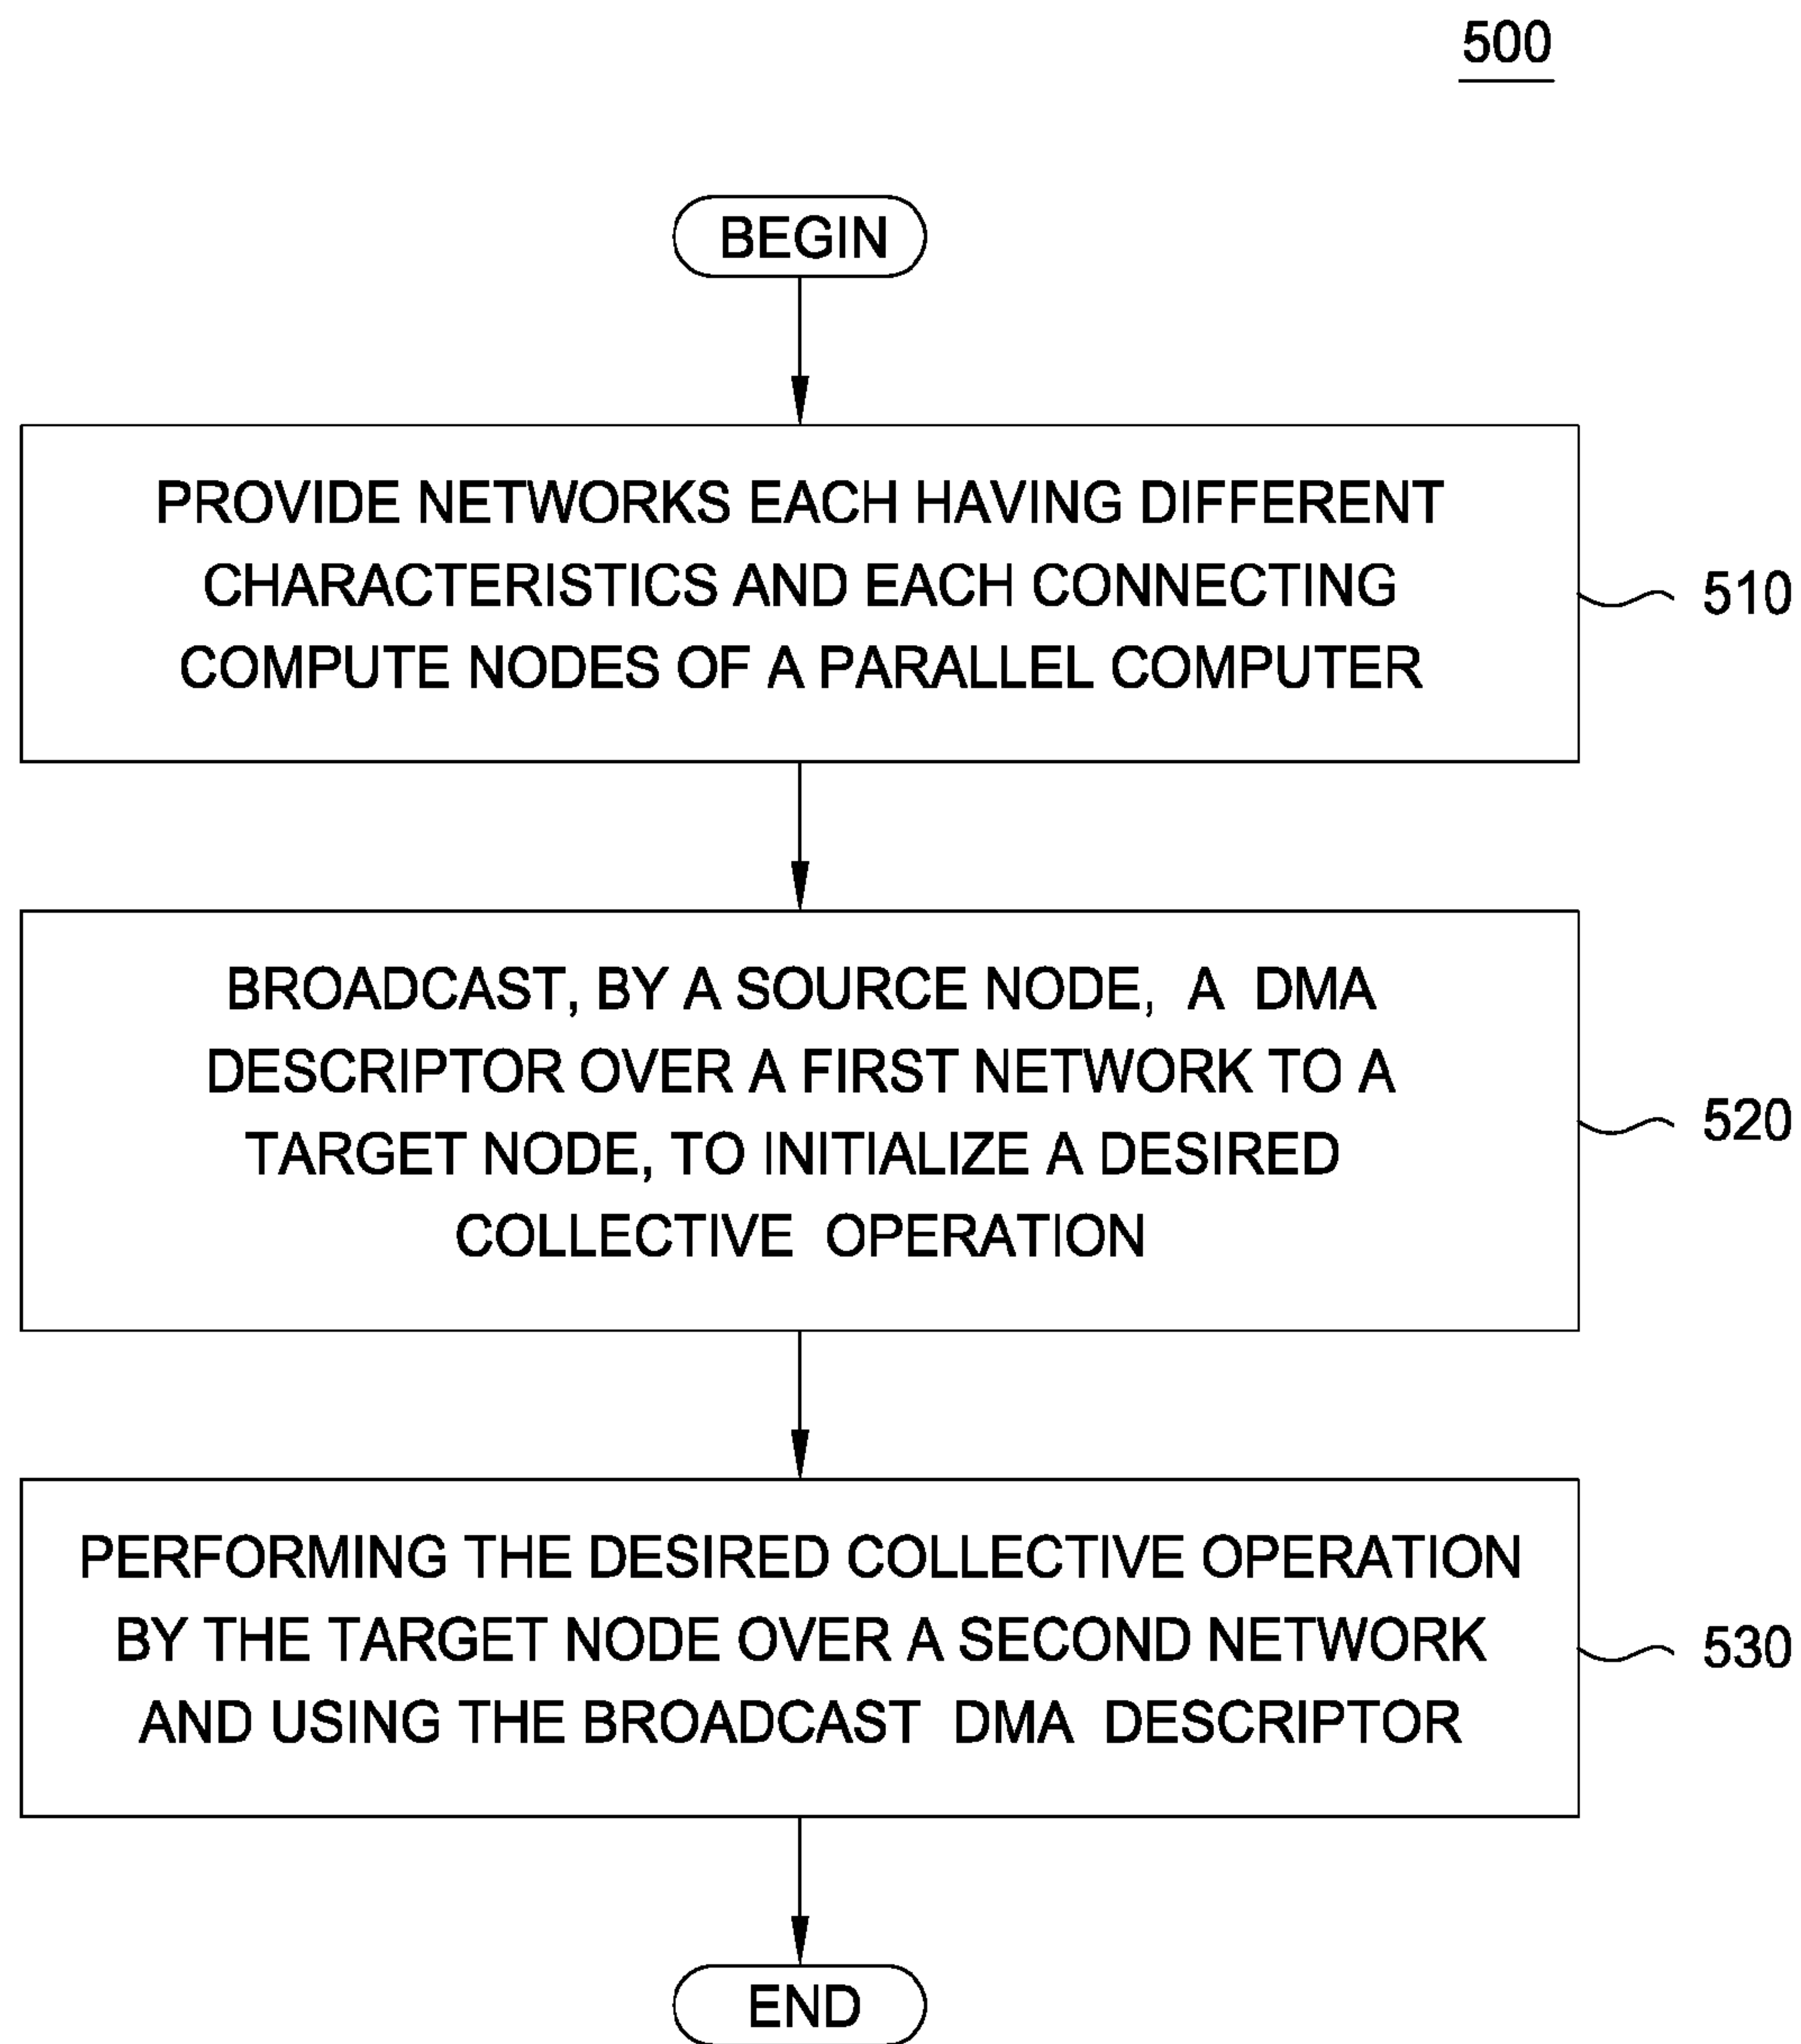 500
BEGIN
PROVIDE NETWORKS EACH HAVING DIFFERENT
CHARACTERISTICS AND EACH CONNECTING
COMPUTE NODES OF A PARALLEL COMPUTER
510
BROADCAST, BY A SOURCE NODE, A DMA
DESCRIPTOR OVER A FIRST NETWORK TO A
TARGET NODE, TO INITIALIZE A DESIRED
COLLECTIVE OPERATION
520
PERFORMING THE DESIRED COLLECTIVE OPERATION
BY THE TARGET NODE OVER A SECOND NETWORK
AND USING THE BROADCAST DMA DESCRIPTOR
530
END